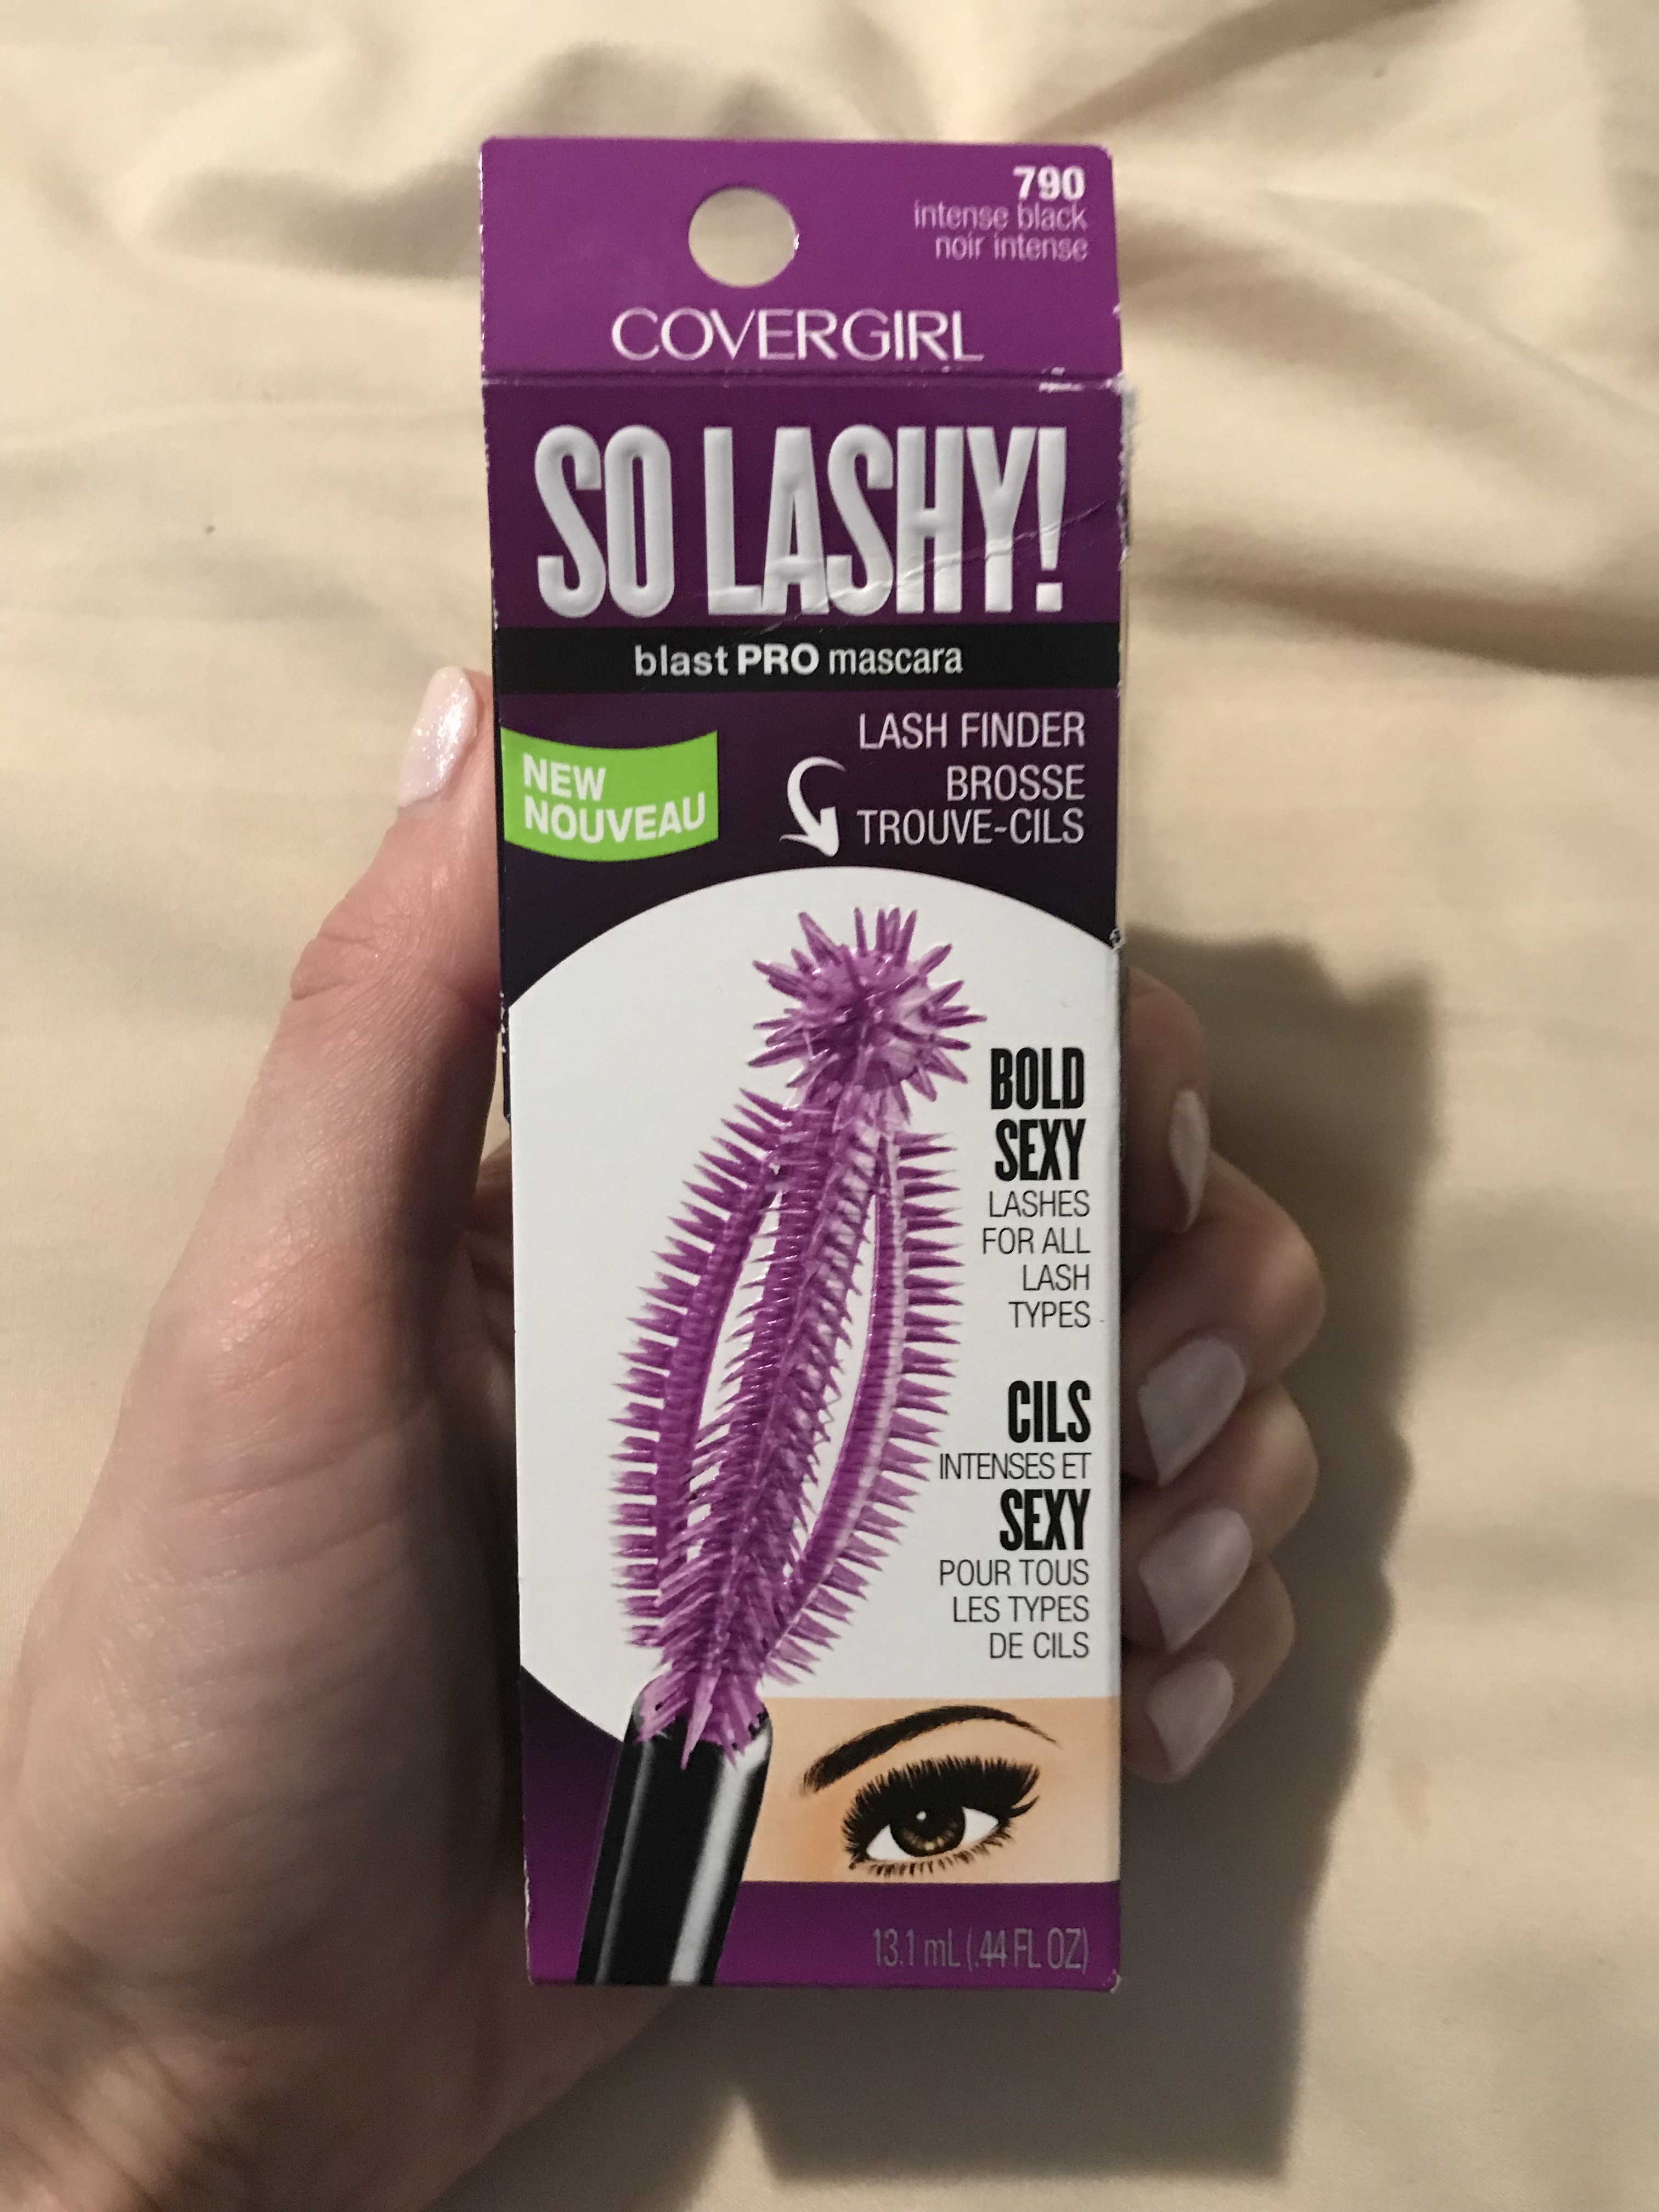 790
intense black
noir intense
COVERGIRL
SO LASHY!
blast PRO mascara
NEW
NOUVEAU
LASH FINDER
BROSSE
TROUVE-CILS
BOLD
SEXY
LASHES
FOR ALL
LASH
TYPES
CILS
INTENSES ET
SEXY
POUR TOUS
LES TYPES
DE CILS
13.1 mL (.44 FL OZ)